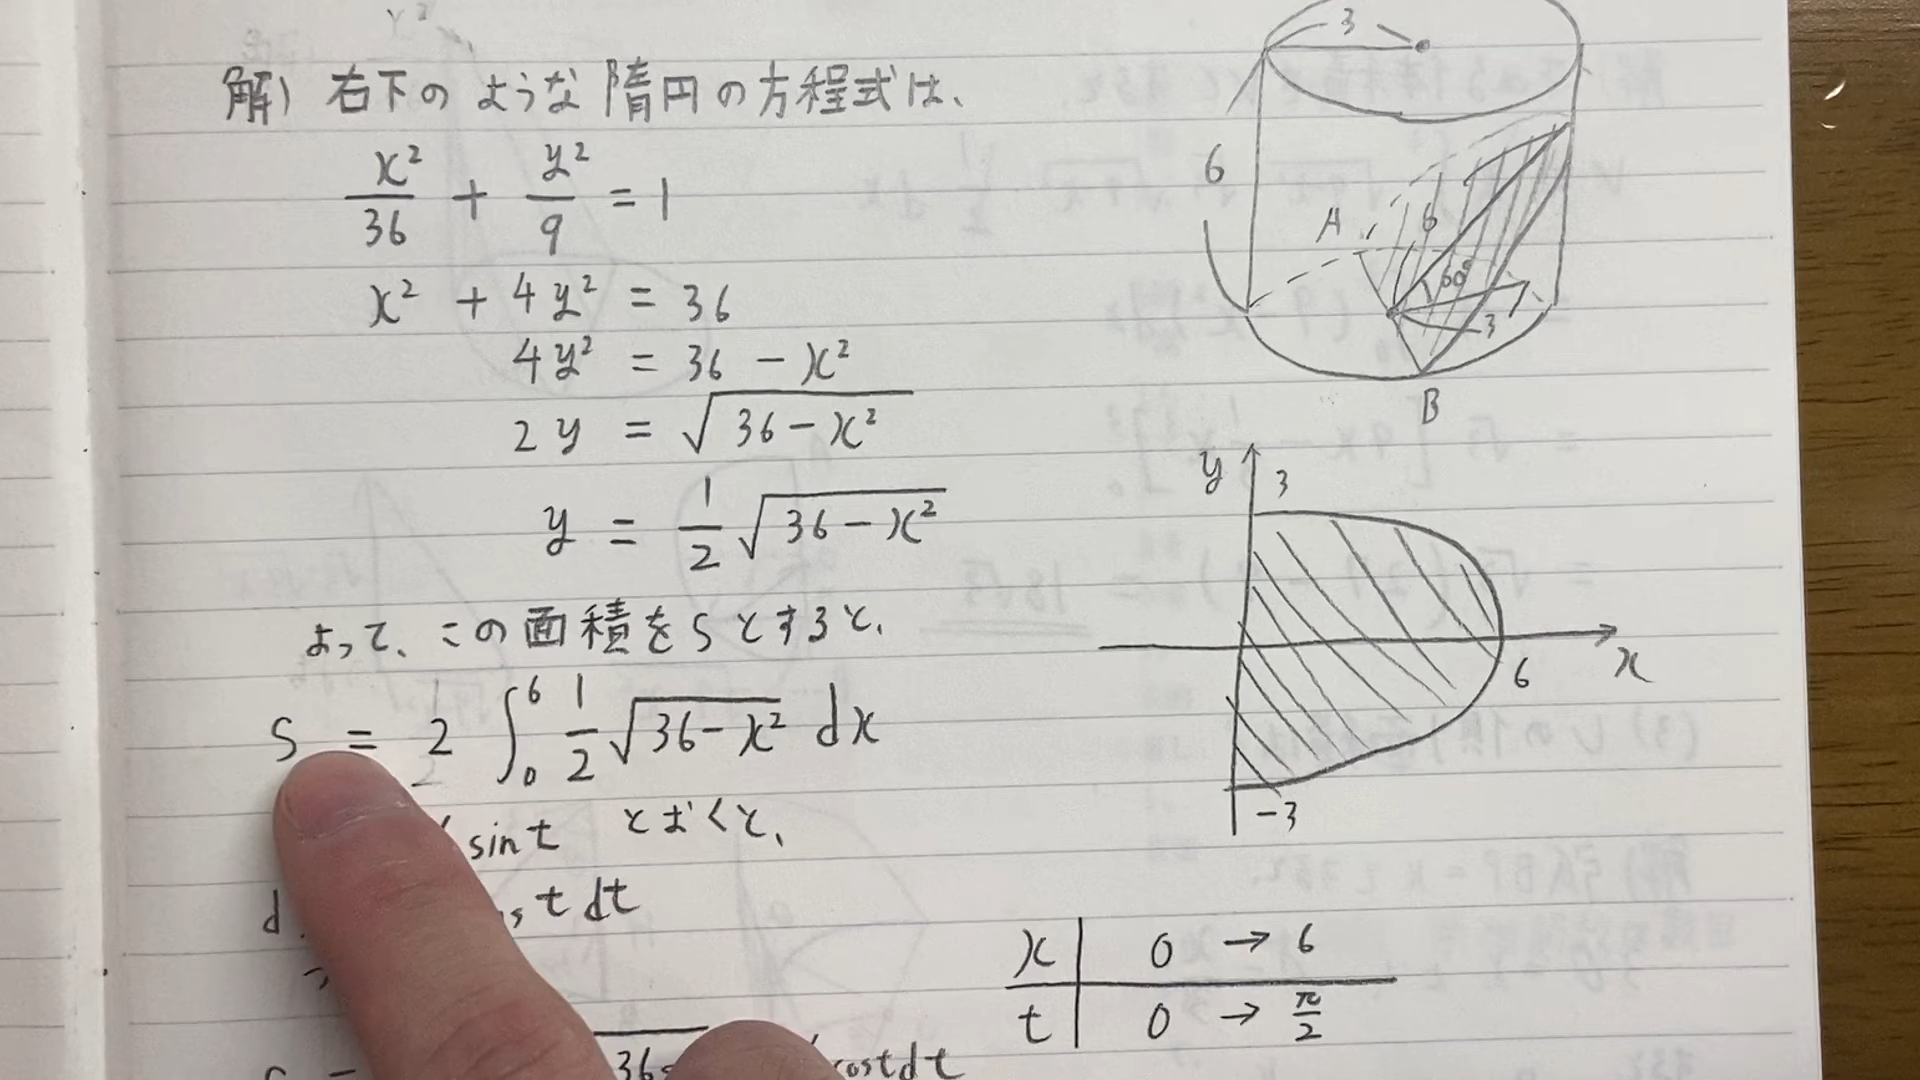 解) 右下のような隋円の方程式は、
x²/36 + y²/9 = 1
x² + 4y² = 36
4y² = 36 - x²
2y = √(36-x²)
y = 1/2 √(36-x²)
よって、この面積をSとすると、
S = 2 ∫₀⁶ 1/2 √(36-x²) dx
sint とおくと、
t dt
x | 0 → 6
t | 0 → π/2
costdt
3
6
A
6
60°
3
B
y
3
6
x
-3